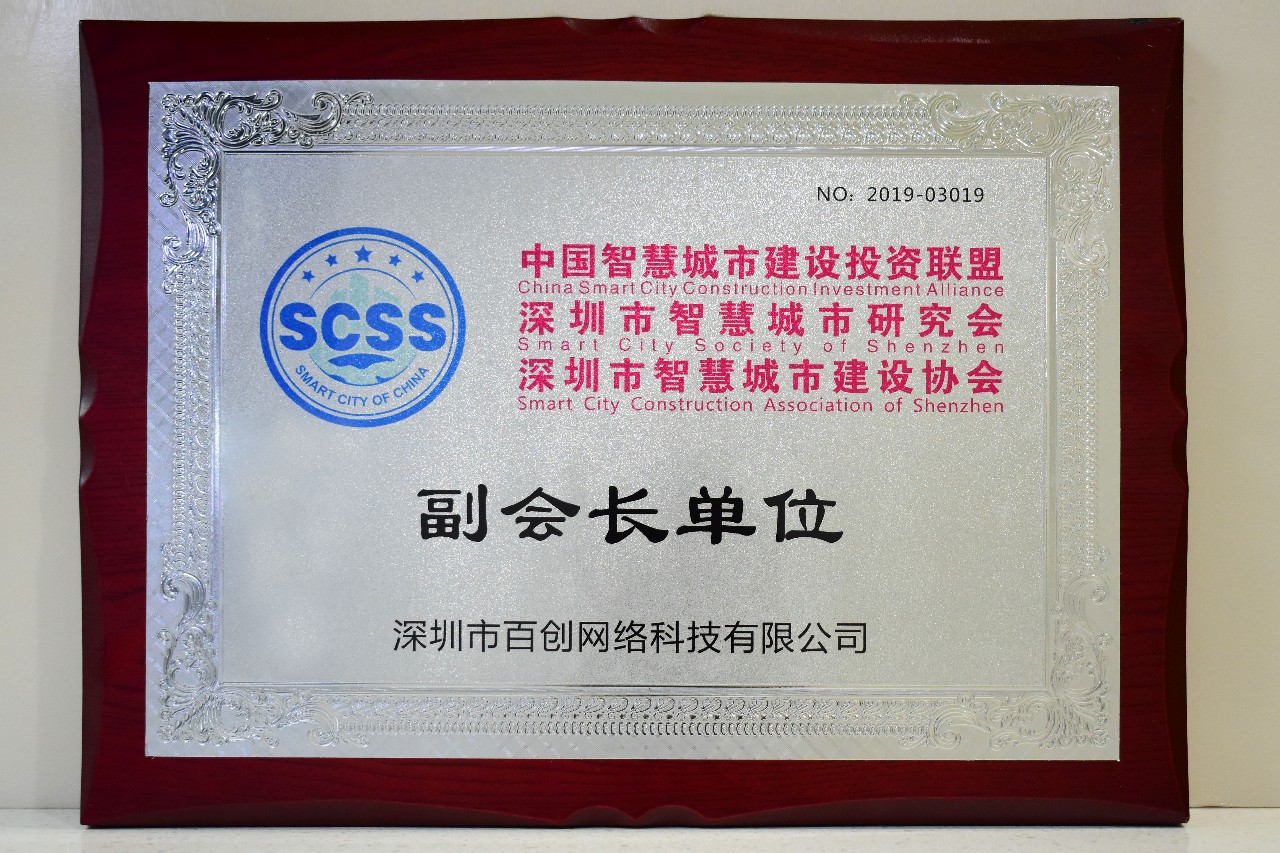 NO: 2019-03019
SCSS
SMART CITY OF CHINA
中国智慧城市建设投资联盟
China Smart City Construction Investment Alliance
深圳市智慧城市研究会
Smart City Society of Shenzhen
深圳市智慧城市建设协会
Smart City Construction Association of Shenzhen
副会长单位
深圳市百创网络科技有限公司